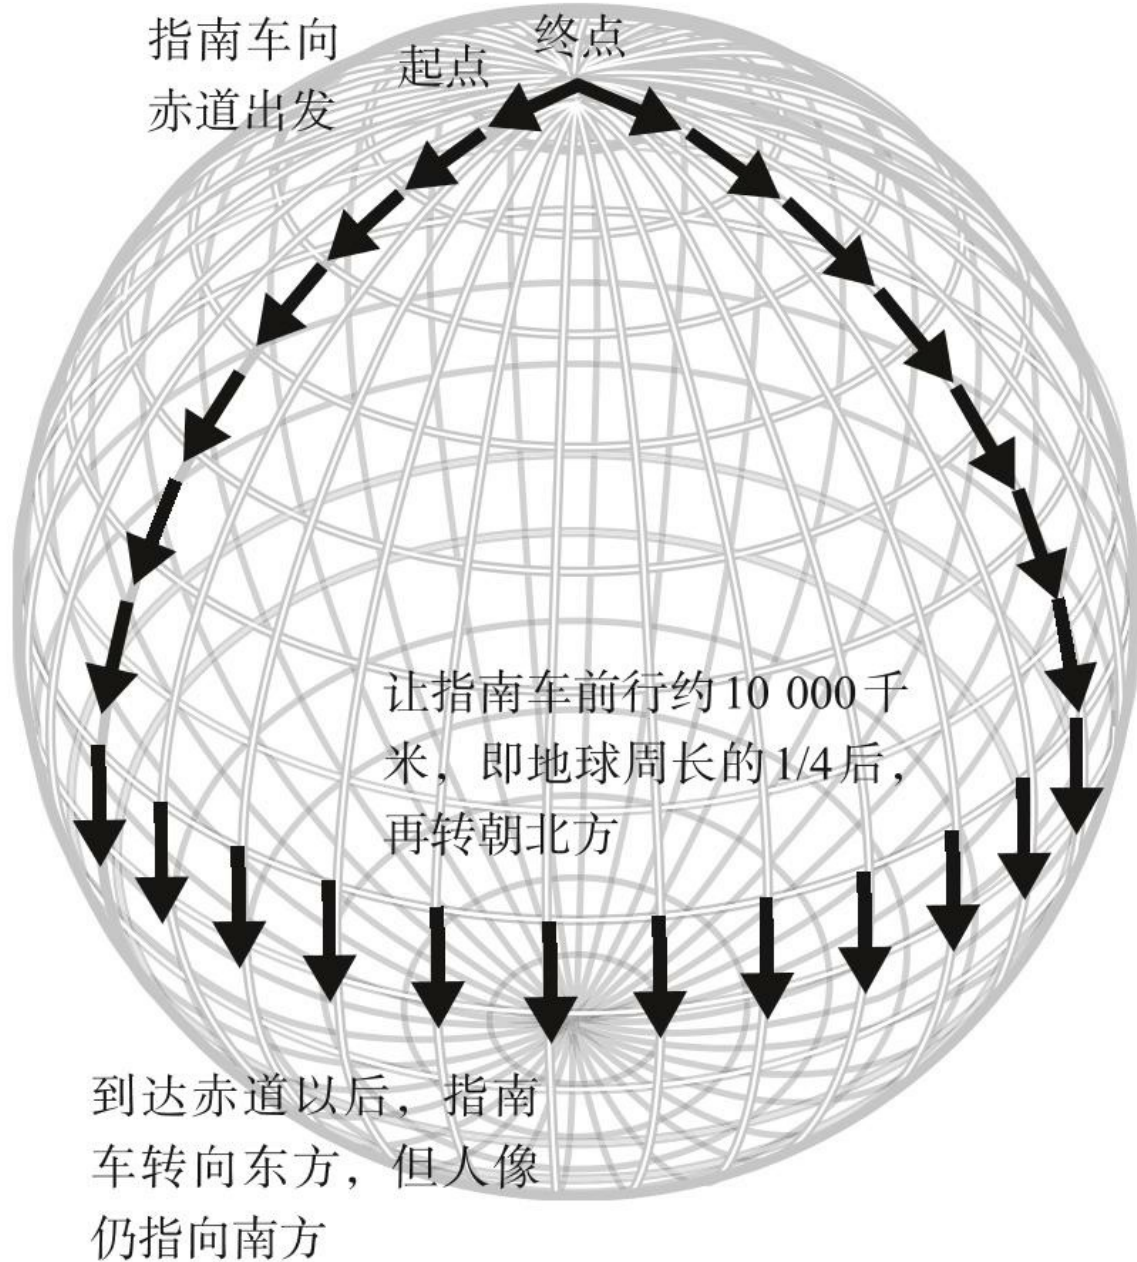 指南车向
赤道出发
起点
终点
让指南车前行约10 000千
米，即地球周长的1/4后，
再转朝北方
到达赤道以后，指南
车转向东方，但人像
仍指向南方